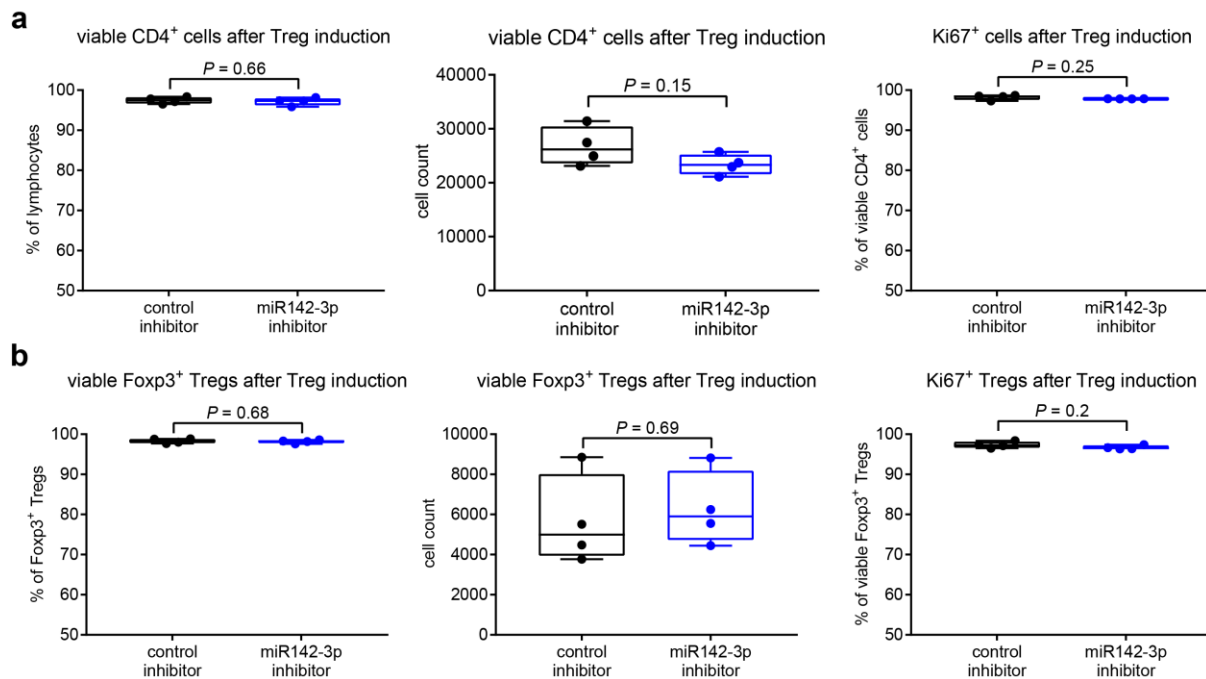 a
viable CD4⁺ cells after Treg induction
P = 0.66
100
90
80
70
60
50
% of lymphocytes
control
inhibitor
miR142-3p
inhibitor
viable CD4⁺ cells after Treg induction
P = 0.15
40000
30000
20000
10000
0
cell count
control
inhibitor
miR142-3p
inhibitor
Ki67⁺ cells after Treg induction
P = 0.25
100
90
80
70
60
50
% of viable CD4⁺ cells
control
inhibitor
miR142-3p
inhibitor
b
viable Foxp3⁺ Tregs after Treg induction
P = 0.68
100
90
80
70
60
50
% of Foxp3⁺ Tregs
control
inhibitor
miR142-3p
inhibitor
viable Foxp3⁺ Tregs after Treg induction
P = 0.69
10000
8000
6000
4000
2000
0
cell count
control
inhibitor
miR142-3p
inhibitor
Ki67⁺ Tregs after Treg induction
P = 0.2
100
90
80
70
60
50
% of viable Foxp3⁺ Tregs
control
inhibitor
miR142-3p
inhibitor